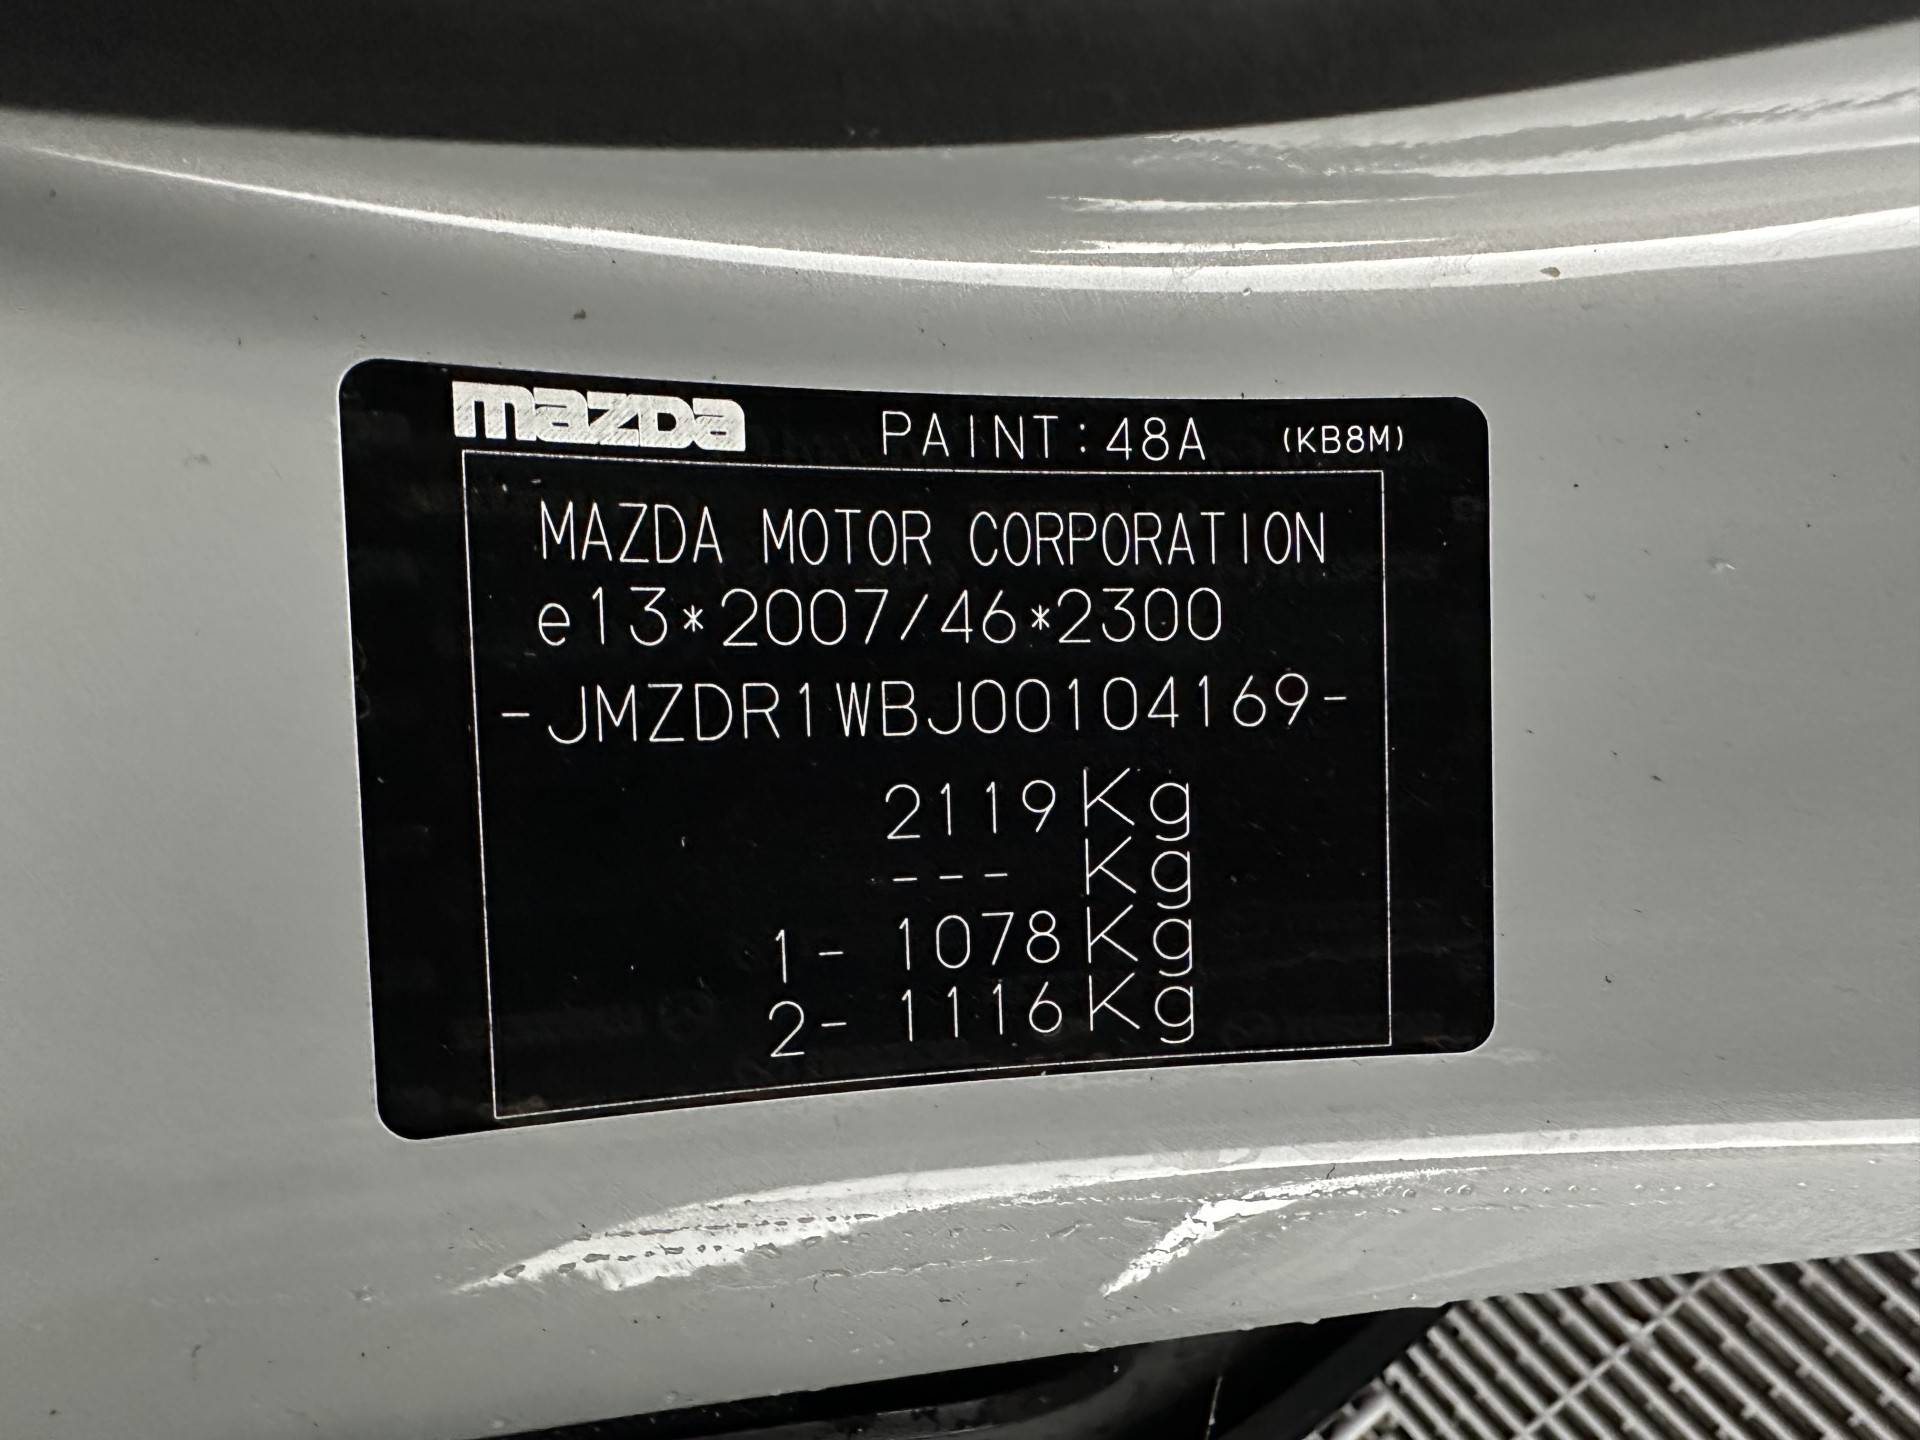 mazda PAINT:48A (KB8M)
MAZDA MOTOR CORPORATION
e13*2007/46*2300
-JMZDR1WBJ00104169-
2119Kg
--- Kg
1- 1078Kg
2- 1116Kg